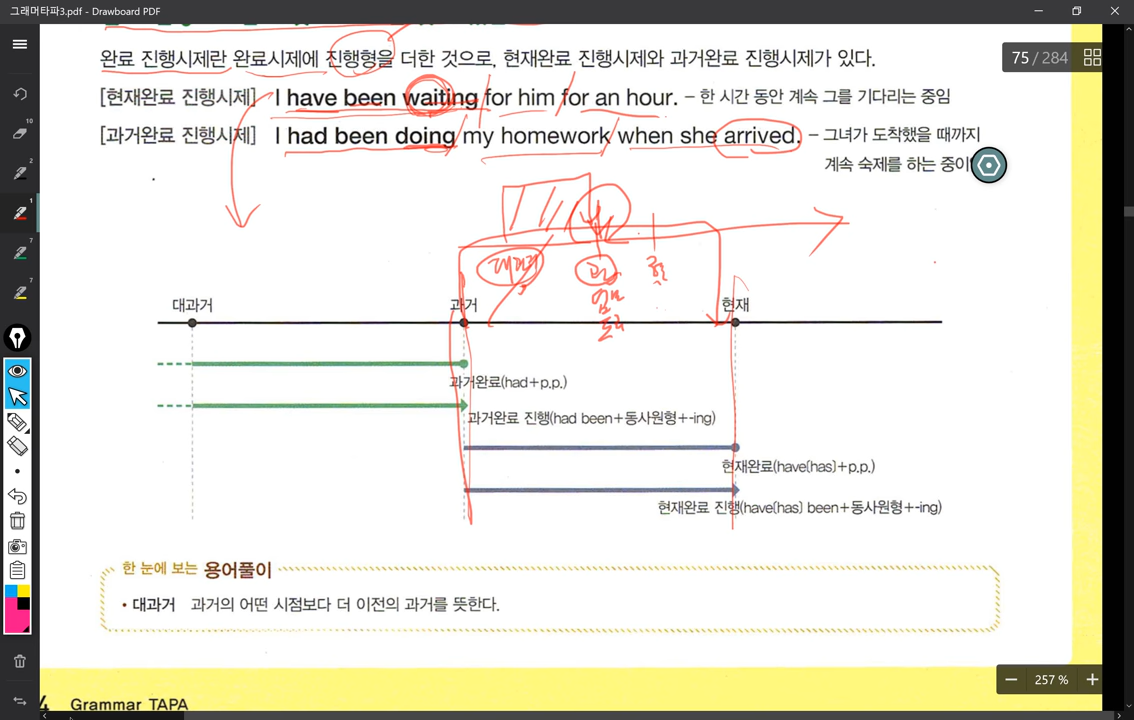 그래머타파3.pdf - Drawboard PDF
75 / 284
완료 진행시제란 완료시제에 진행형을 더한 것으로, 현재완료 진행시제와 과거완료 진행시제가 있다.
[현재완료 진행시제] I have been waiting for him for an hour. – 한 시간 동안 계속 그를 기다리는 중임
[과거완료 진행시제] I had been doing my homework when she arrived. – 그녀가 도착했을 때까지
계속 숙제를 하는 중이
대과거 과거 현재
과거완료(had+p.p.)
과거완료 진행(had been+동사원형+-ing)
현재완료(have[has]+p.p.)
현재완료 진행(have[has] been+동사원형+-ing)
한 눈에 보는 용어풀이
• 대과거 과거의 어떤 시점보다 더 이전의 과거를 뜻한다.
257 %
4 Grammar TAPA
10
2
1
7
7